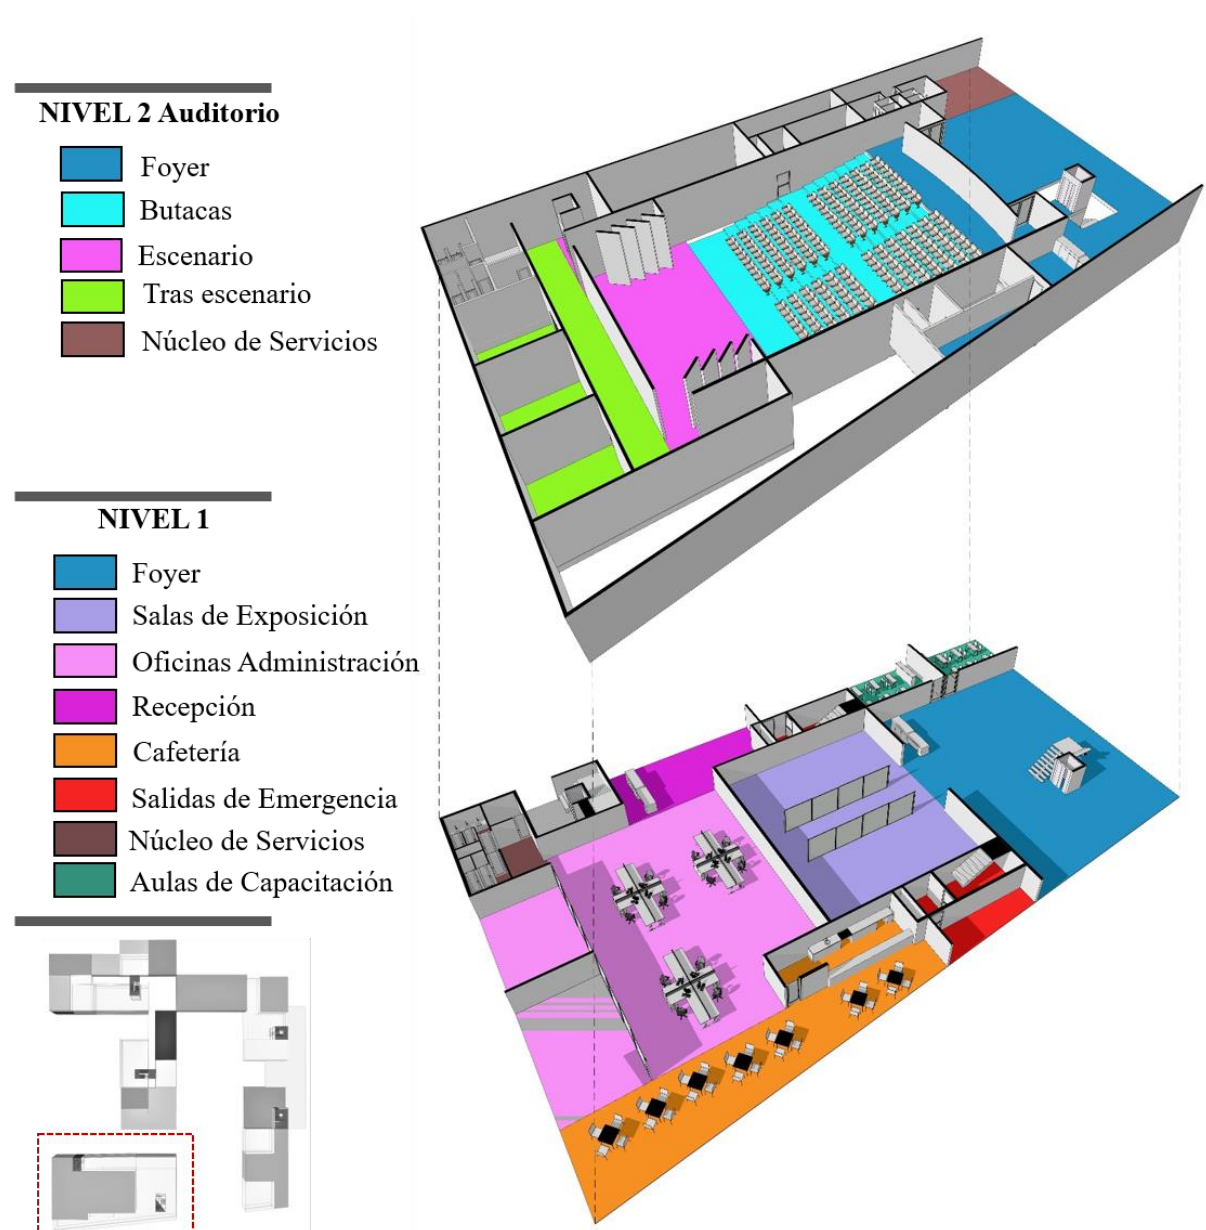 NIVEL 2 Auditorio
Foyer
Butacas
Escenario
Tras escenario
Núcleo de Servicios
NIVEL 1
Foyer
Salas de Exposición
Oficinas Administración
Recepción
Cafetería
Salidas de Emergencia
Núcleo de Servicios
Aulas de Capacitación